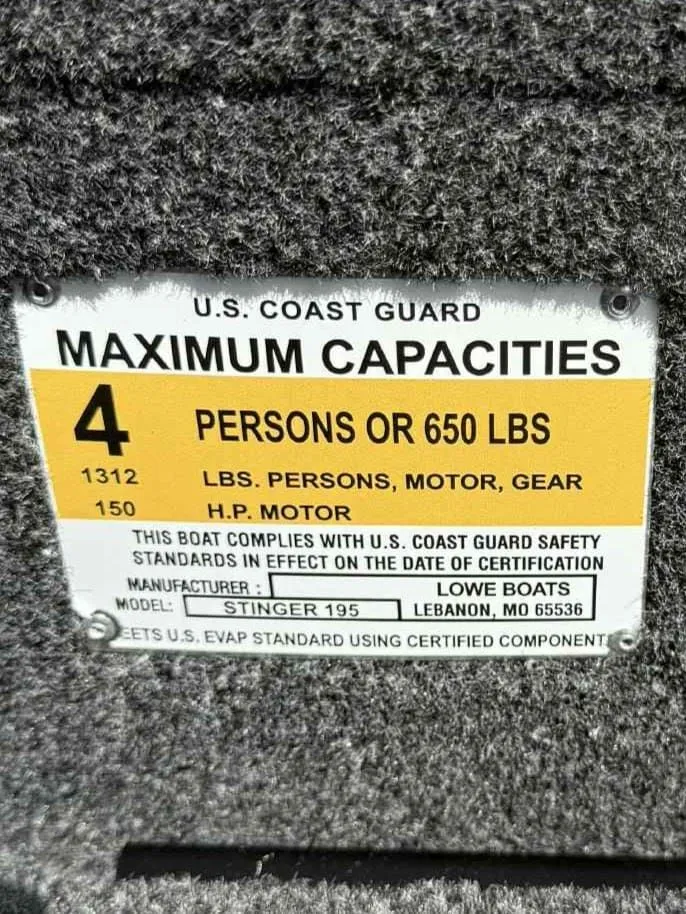 U.S. COAST GUARD
MAXIMUM CAPACITIES
4 PERSONS OR 650 LBS
1312 LBS. PERSONS, MOTOR, GEAR
150 H.P. MOTOR
THIS BOAT COMPLIES WITH U.S. COAST GUARD SAFETY
STANDARDS IN EFFECT ON THE DATE OF CERTIFICATION
MANUFACTURER : LOWE BOATS
MODEL: STINGER 195 LEBANON, MO 65536
EETS U.S. EVAP STANDARD USING CERTIFIED COMPONENT